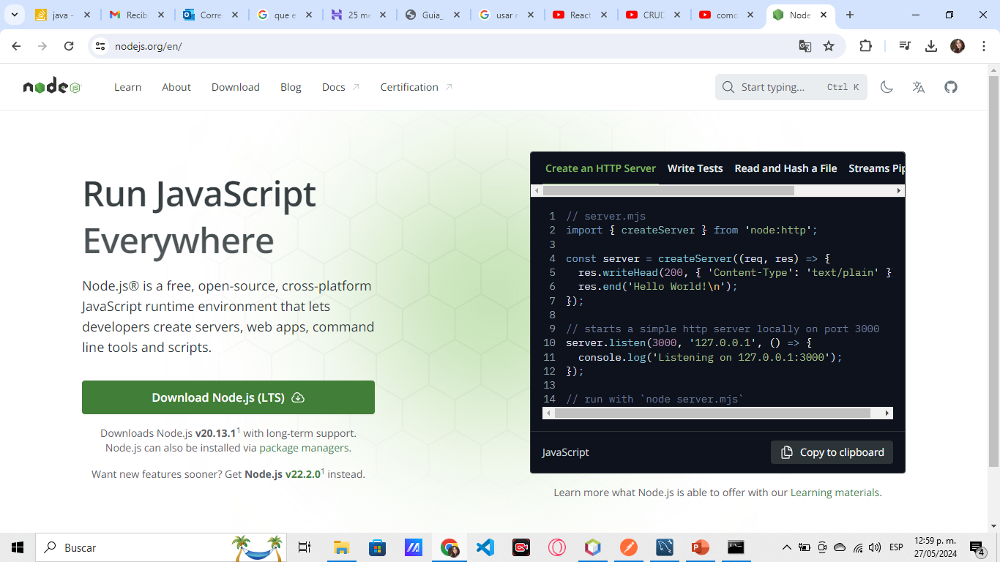 java -
Recib
Corre
que e
25 me
Guia_
usar r
React
CRUD
como
Node
nodejs.org/en/
node
Learn
About
Download
Blog
Docs
Certification
Start typing...
Ctrl K
Run JavaScript
Everywhere
Node.js® is a free, open-source, cross-platform
JavaScript runtime environment that lets
developers create servers, web apps, command
line tools and scripts.
Download Node.js (LTS)
Downloads Node.js v20.13.1¹ with long-term support.
Node.js can also be installed via package managers.
Want new features sooner? Get Node.js v22.2.0¹ instead.
Create an HTTP Server
Write Tests
Read and Hash a File
Streams Pip
1 // server.mjs
2 import { createServer } from 'node:http';
3
4 const server = createServer((req, res) => {
5 res.writeHead(200, { 'Content-Type': 'text/plain' }
6 res.end('Hello World!\n');
7 });
8
9 // starts a simple http server locally on port 3000
10 server.listen(3000, '127.0.0.1', () => {
11 console.log('Listening on 127.0.0.1:3000');
12 });
13
14 // run with `node server.mjs`
JavaScript
Copy to clipboard
Learn more what Node.js is able to offer with our Learning materials.
Buscar
ESP
12:59 p. m.
27/05/2024
4